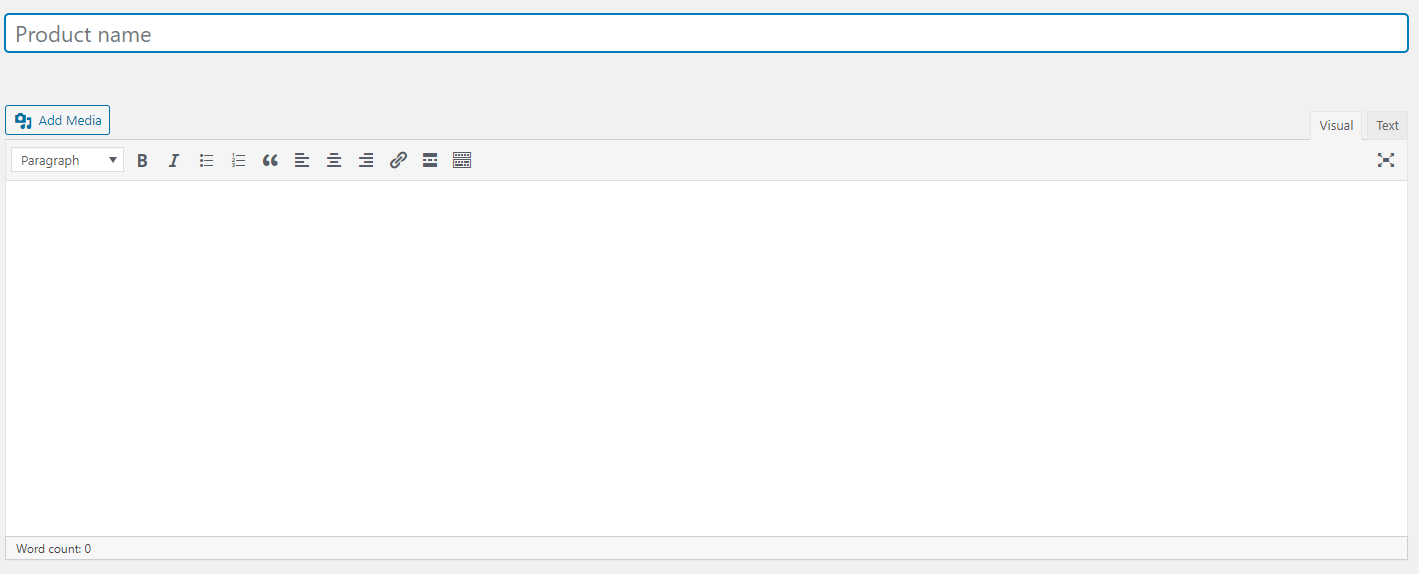 Product name
Add Media
Visual Text
Paragraph
Word count: 0